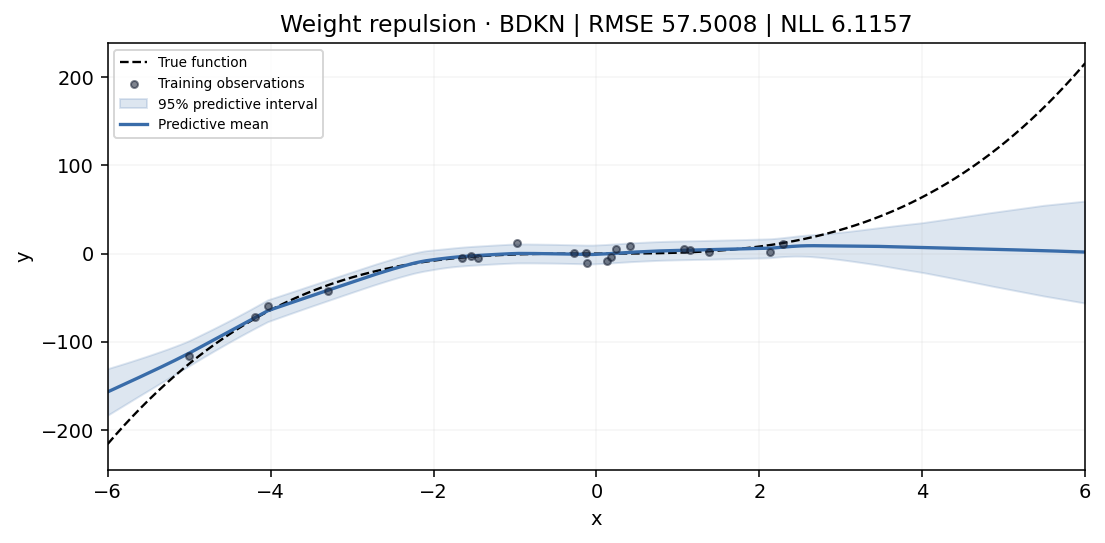 Weight repulsion · BDKN | RMSE 57.5008 | NLL 6.1157
True function
Training observations
95% predictive interval
Predictive mean
y
200
100
0
−100
−200
−6 −4 −2 0 2 4 6
x